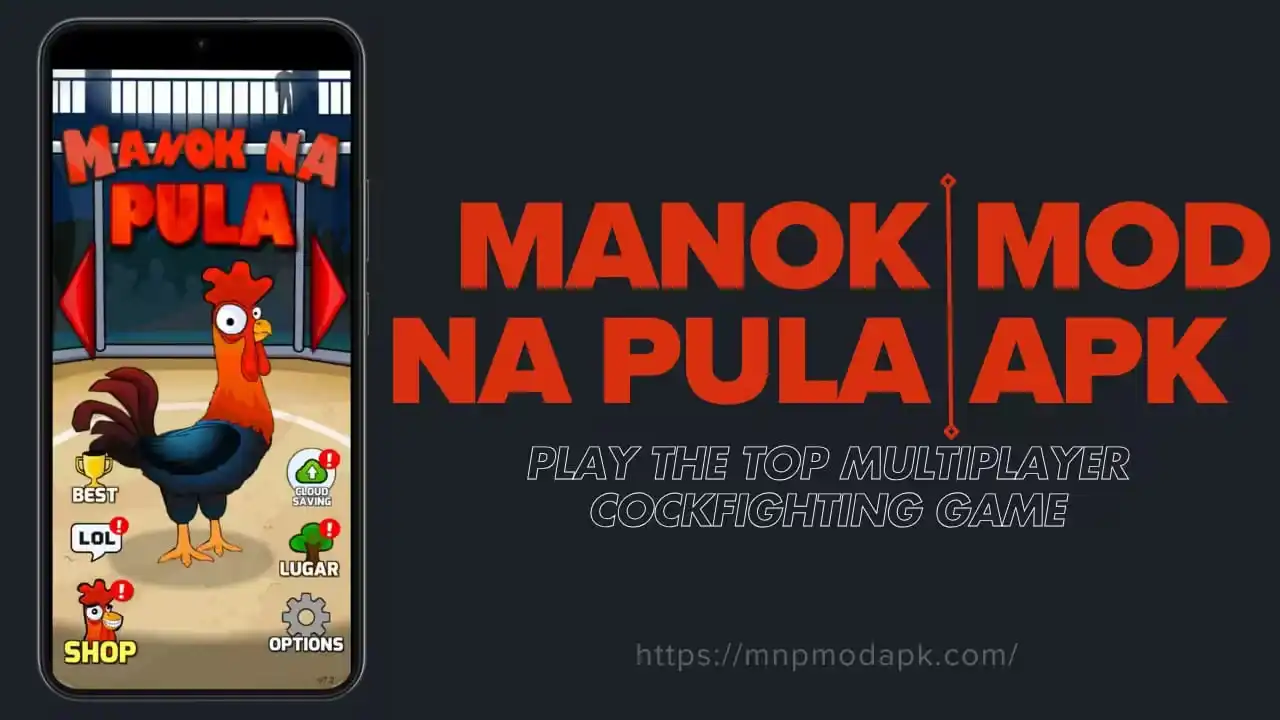 MANOK NA
PULA
BEST
CLOUD
SAVING
LOL
LUGAR
SHOP
OPTIONS
MANOK MOD
NA PULA APK
PLAY THE TOP MULTIPLAYER
COCKFIGHTING GAME
https://mnpmodapk.com/